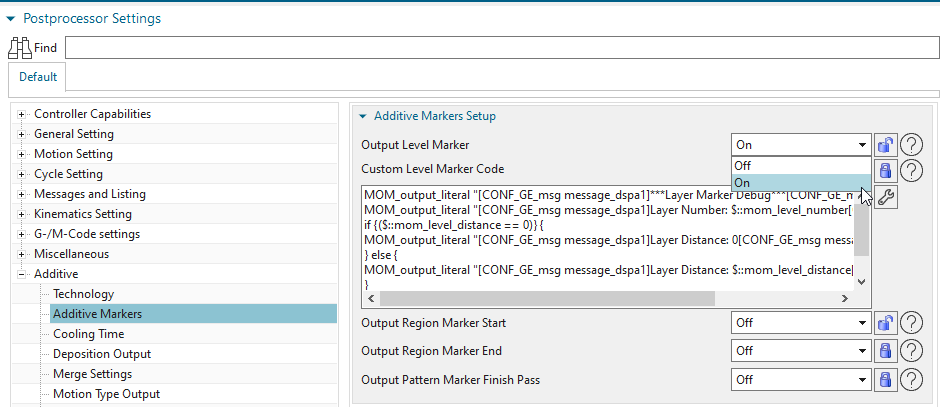 Postprocessor Settings
Find
Default
Controller Capabilities
General Setting
Motion Setting
Cycle Setting
Messages and Listing
Kinematics Setting
G-/M-Code settings
Miscellaneous
Additive
Technology
Additive Markers
Cooling Time
Deposition Output
Merge Settings
Motion Type Output
Additive Markers Setup
Output Level Marker
On
?
Off
On
Custom Level Marker Code
?
MOM_output_literal "[CONF_GE_msg message_dspa1]***Layer Marker Debug***[CONF_GE_m
MOM_output_literal "[CONF_GE_msg message_dspa1]Layer Number: $::mom_level_number[
if {($::mom_level_distance == 0)} {
MOM_output_literal "[CONF_GE_msg message_dspa1]Layer Distance: 0[CONF_GE_msg messa
} else {
MOM_output_literal "[CONF_GE_msg message_dspa1]Layer Distance: $::mom_level_distance[
}
Output Region Marker Start
Off
?
Output Region Marker End
Off
?
Output Pattern Marker Finish Pass
Off
?